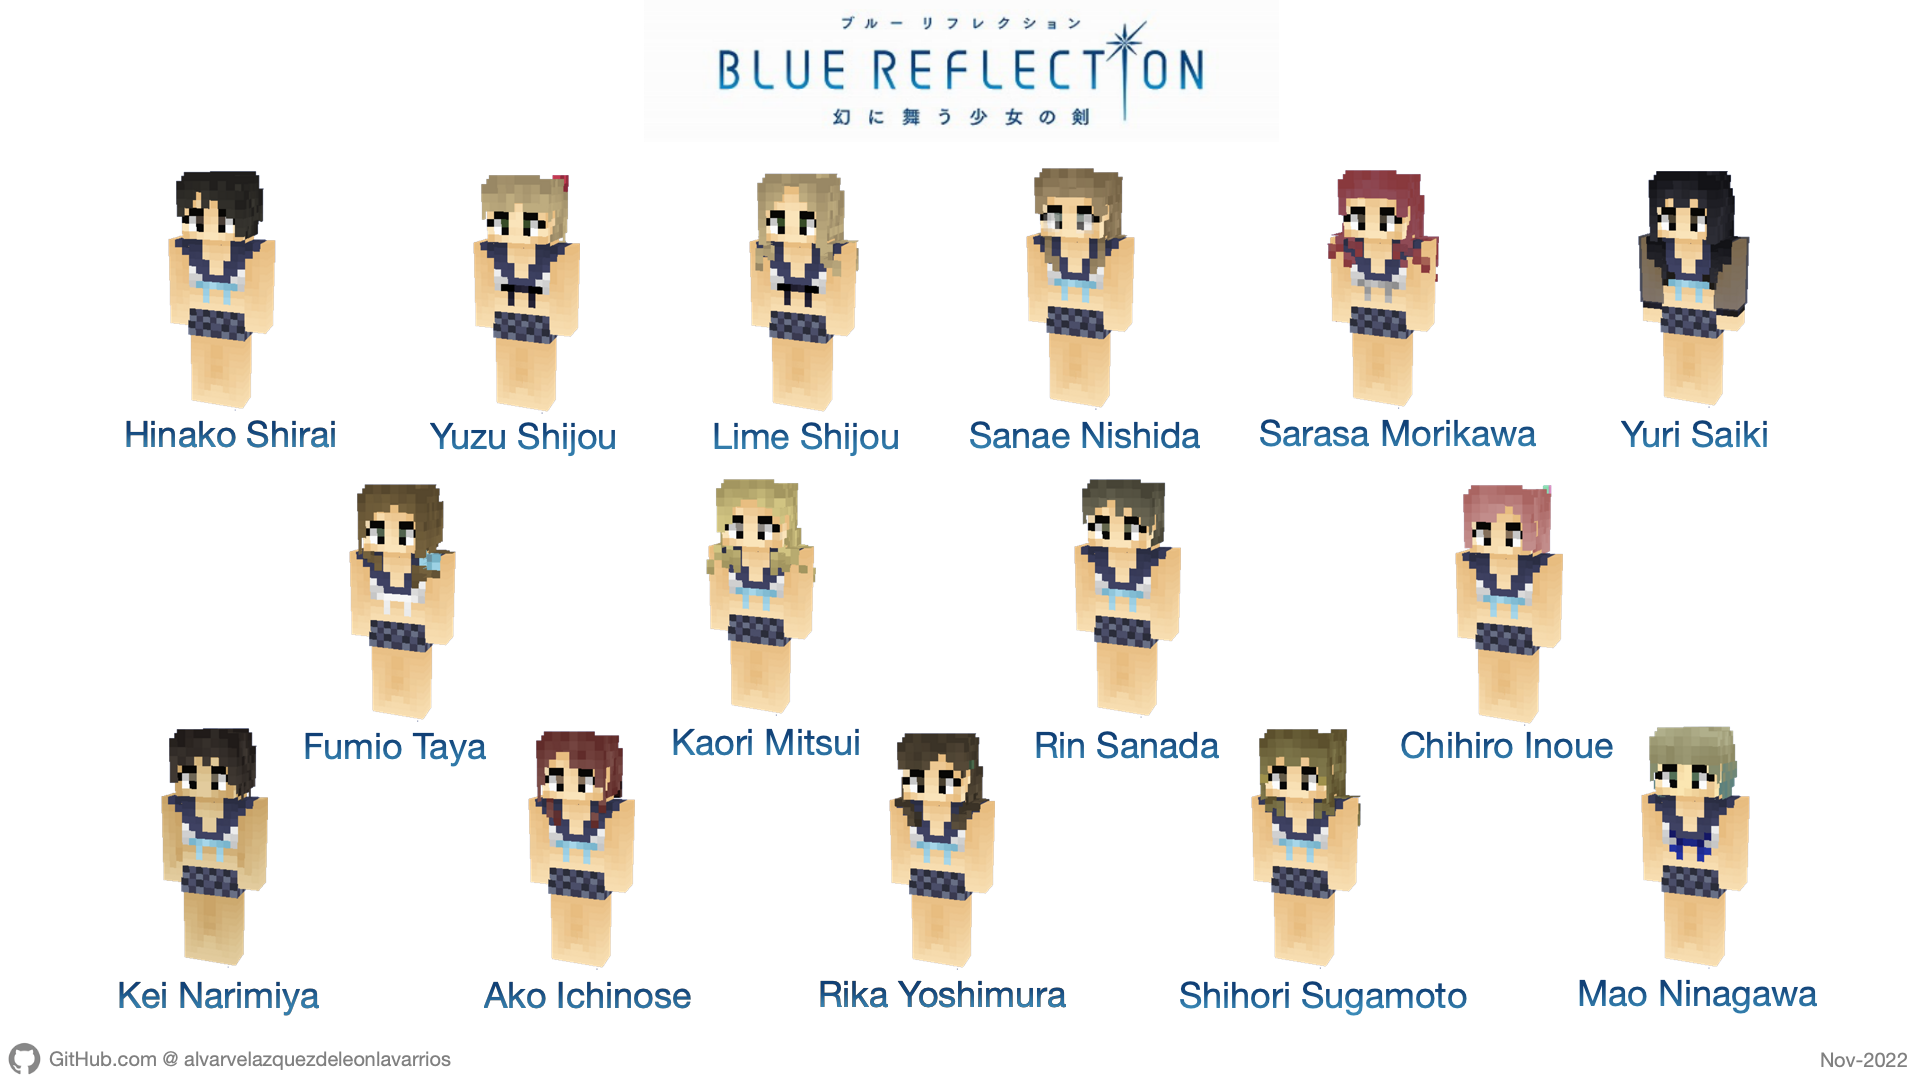 ブルー リフレクション
BLUE REFLECTION
幻に舞う少女の剣
Hinako Shirai
Yuzu Shijou
Lime Shijou
Sanae Nishida
Sarasa Morikawa
Yuri Saiki
Fumio Taya
Kaori Mitsui
Rin Sanada
Chihiro Inoue
Kei Narimiya
Ako Ichinose
Rika Yoshimura
Shihori Sugamoto
Mao Ninagawa
GitHub.com @ alvarvelazquezdeleonlavarrios
Nov-2022